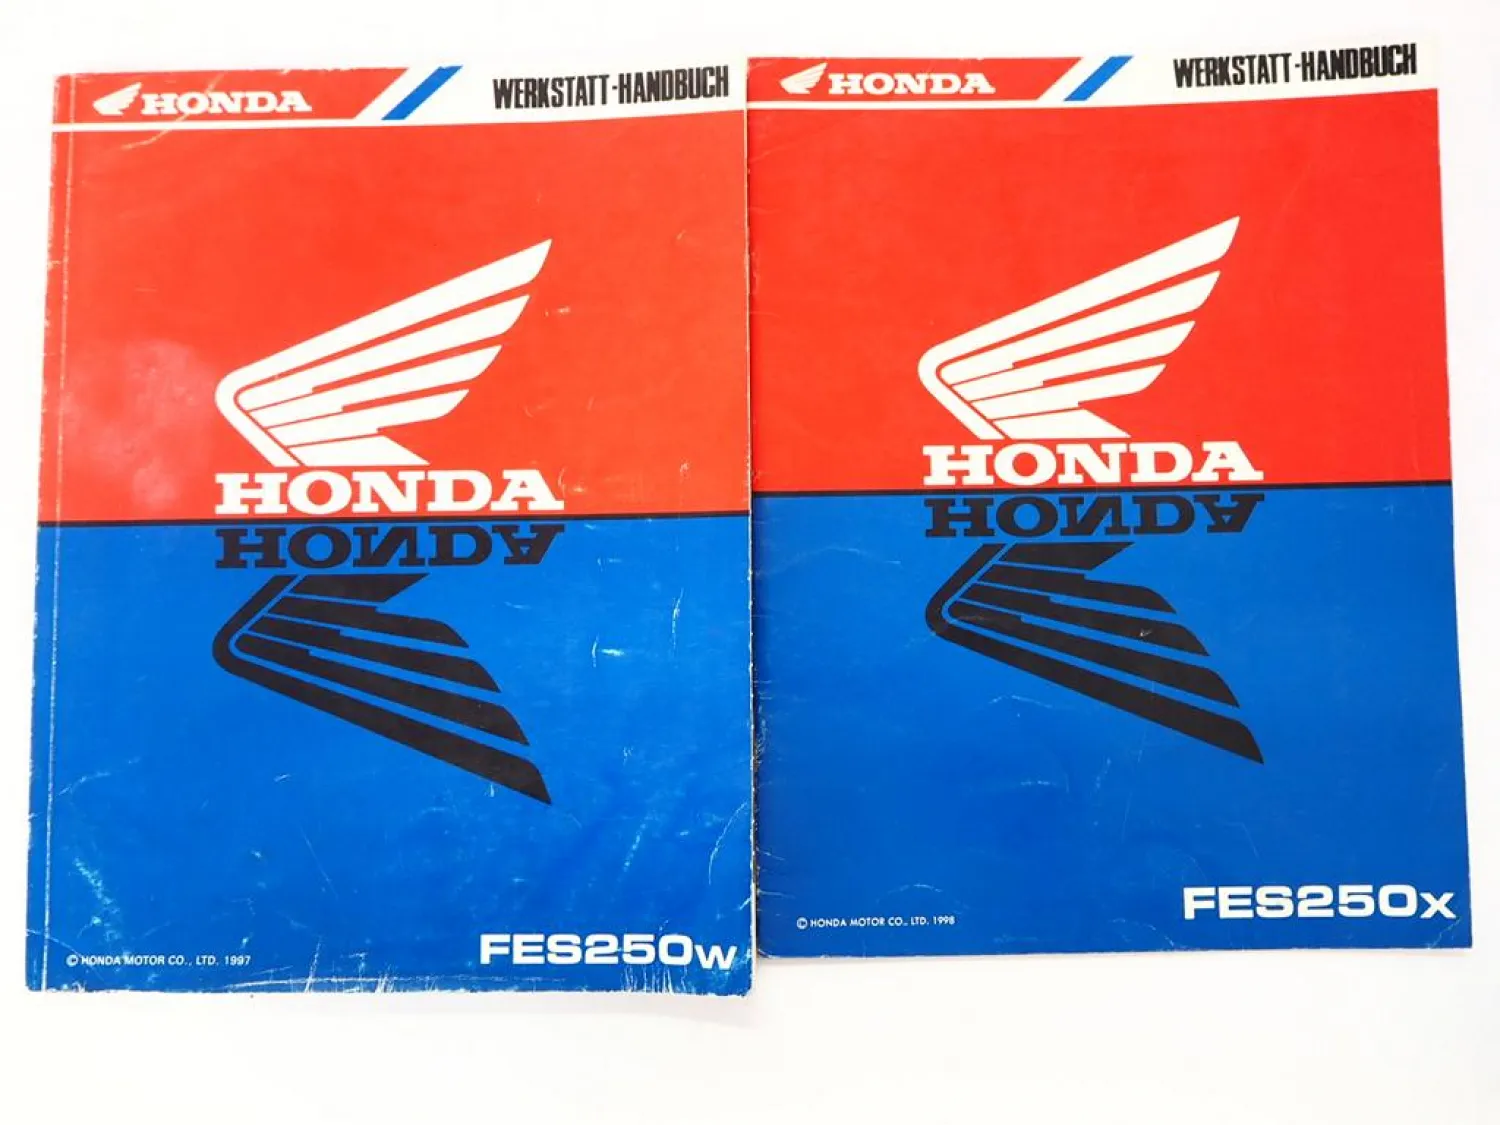 HONDA
WERKSTATT-HANDBUCH
HONDA
HONDA
© HONDA MOTOR CO., LTD. 1997
FES250W
HONDA
WERKSTATT-HANDBUCH
HONDA
HONDA
© HONDA MOTOR CO., LTD. 1998
FES250X